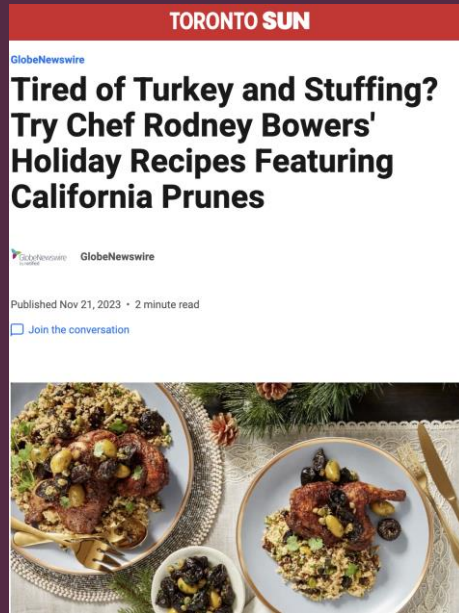 TORONTO SUN
GlobeNewswire
Tired of Turkey and Stuffing?
Try Chef Rodney Bowers'
Holiday Recipes Featuring
California Prunes
GlobeNewswire
GlobeNewswire
Published Nov 21, 2023 • 2 minute read
Join the conversation